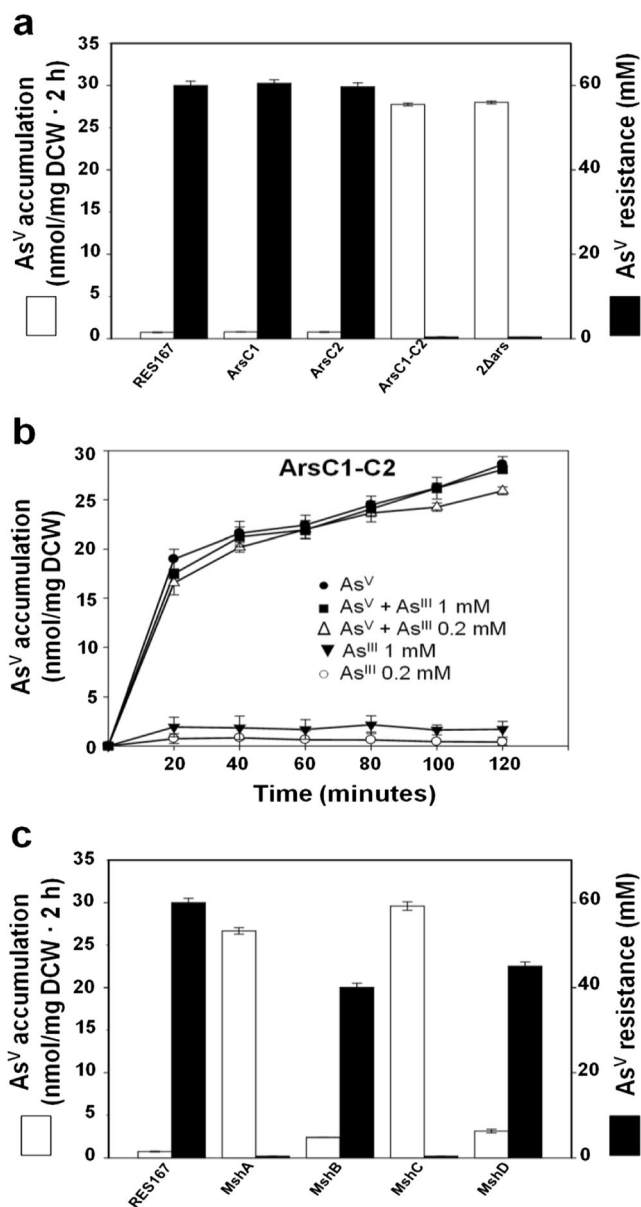 a
As^V accumulation
(nmol/mg DCW · 2 h)
35
30
25
20
15
10
5
0
60
40
20
0
As^V resistance
(mM)
RES167
ArsC1
ArsC2
ArsC1-C2
2Δars
b
ArsC1-C2
As^V accumulation
(nmol/mg DCW)
30
25
20
15
10
5
0
As^V
As^V + As^III 1 mM
As^V + As^III 0.2 mM
As^III 1 mM
As^III 0.2 mM
20 40 60 80 100 120
Time (minutes)
c
As^V accumulation
(nmol/mg DCW · 2 h)
35
30
25
20
15
10
5
0
60
40
20
0
As^V resistance
(mM)
RES167
MshA
MshB
MshC
MshD